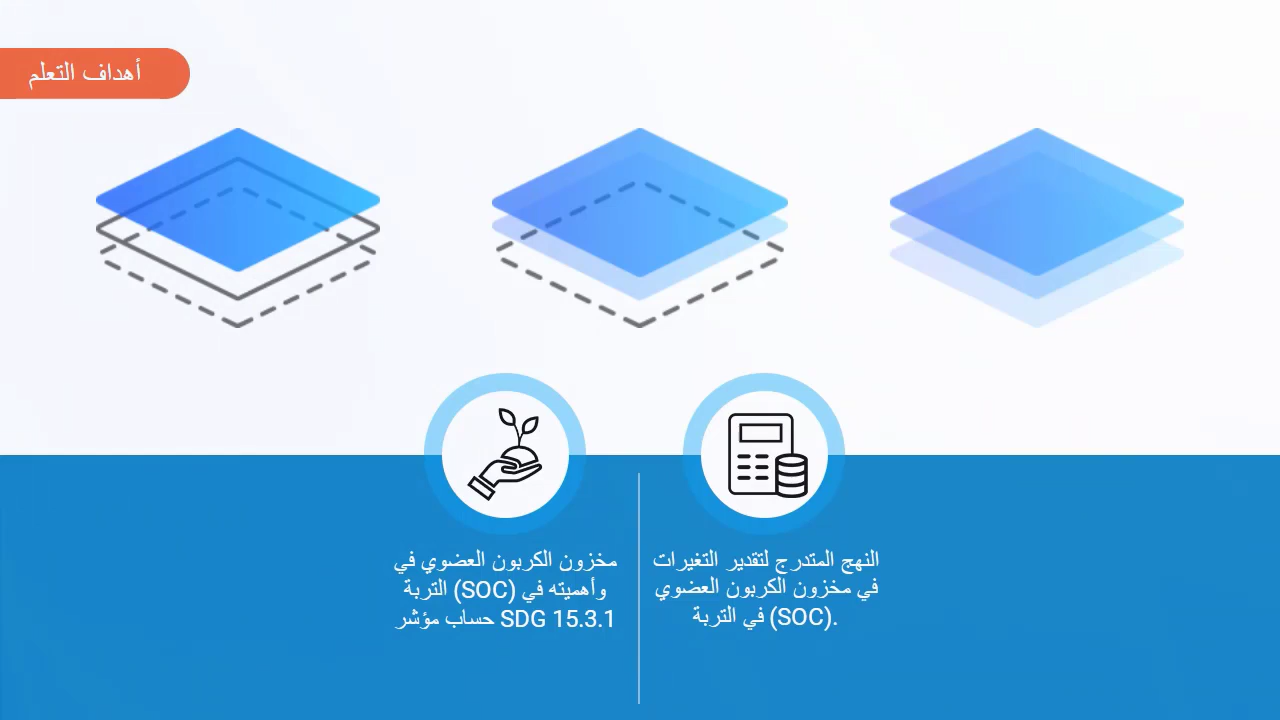 أهداف التعلم
النهج المتدرج لتقدير التغيرات
في مخزون الكربون العضوي
في التربة (SOC).
مخزون الكربون العضوي في
التربة (SOC) وأهميته في
حساب مؤشر SDG 15.3.1